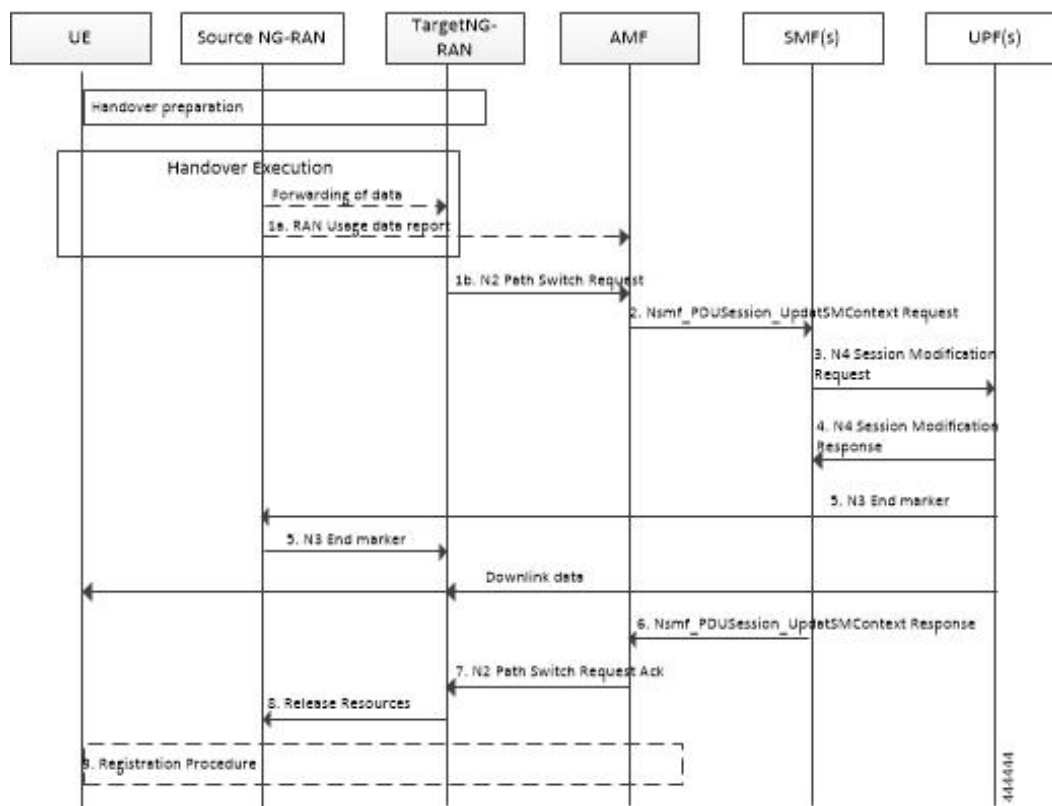 UE
Source NG-RAN
TargetNG-
RAN
AMF
SMF(s)
UPF(s)
Handover preparation
Handover Execution
Forwarding of data
1a. RAN Usage data report
1b. N2 Path Switch Request
2. Nsmf_PDUSession_UpdatSMContext Request
3. N4 Session Modification
Request
4. N4 Session Modification
Response
5. N3 End marker
5. N3 End marker
Downlink data
6. Nsmf_PDUSession_UpdatSMContext Response
7. N2 Path Switch Request Ack
8. Release Resources
9. Registration Procedure
444444